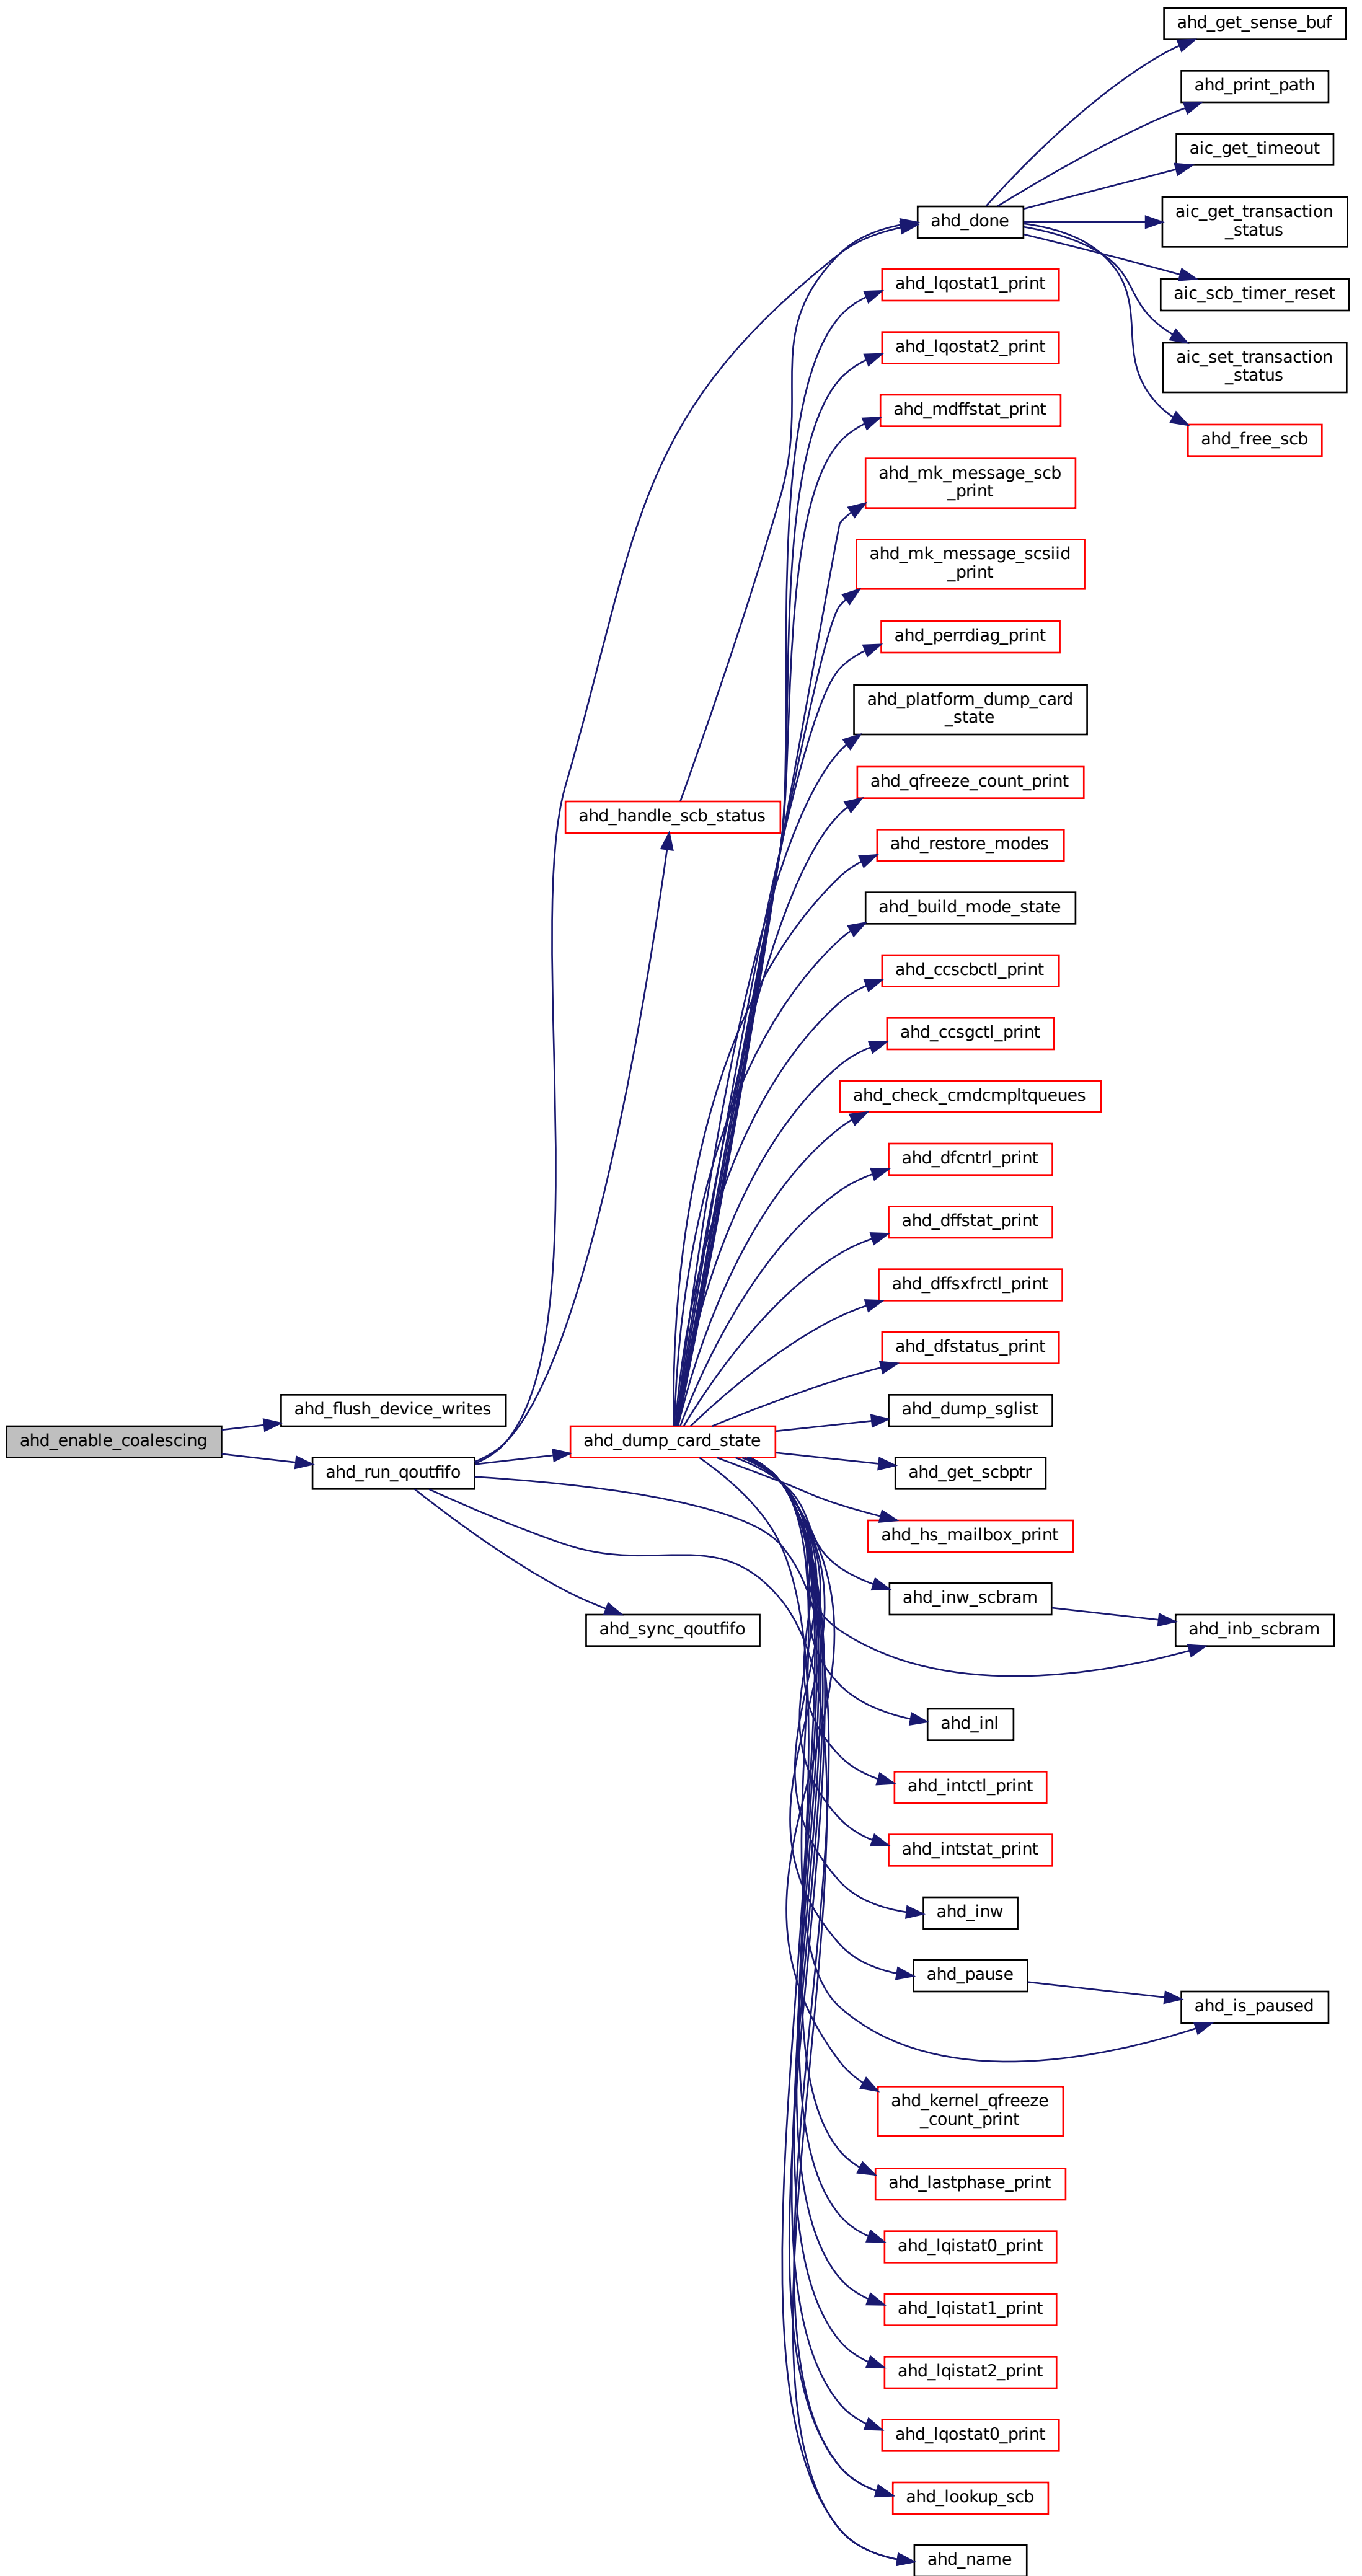 ahd_get_sense_buf
ahd_print_path
aic_get_timeout
aic_get_transaction
_status
ahd_done
ahd_lqostat1_print
aic_scb_timer_reset
ahd_lqostat2_print
aic_set_transaction
_status
ahd_mdffstat_print
ahd_free_scb
ahd_mk_message_scb
_print
ahd_mk_message_scsiid
_print
ahd_perrdiag_print
ahd_platform_dump_card
_state
ahd_qfreeze_count_print
ahd_handle_scb_status
ahd_restore_modes
ahd_build_mode_state
ahd_ccscbctl_print
ahd_ccsgctl_print
ahd_check_cmdcmpltqueues
ahd_dfcntrl_print
ahd_dffstat_print
ahd_dffsxfrctl_print
ahd_dfstatus_print
ahd_flush_device_writes
ahd_dump_sglist
ahd_enable_coalescing
ahd_dump_card_state
ahd_run_qoutfifo
ahd_get_scbptr
ahd_hs_mailbox_print
ahd_inw_scbram
ahd_sync_qoutfifo
ahd_inb_scbram
ahd_inl
ahd_intctl_print
ahd_intstat_print
ahd_inw
ahd_pause
ahd_is_paused
ahd_kernel_qfreeze
_count_print
ahd_lastphase_print
ahd_lqistat0_print
ahd_lqistat1_print
ahd_lqistat2_print
ahd_lqostat0_print
ahd_lookup_scb
ahd_name